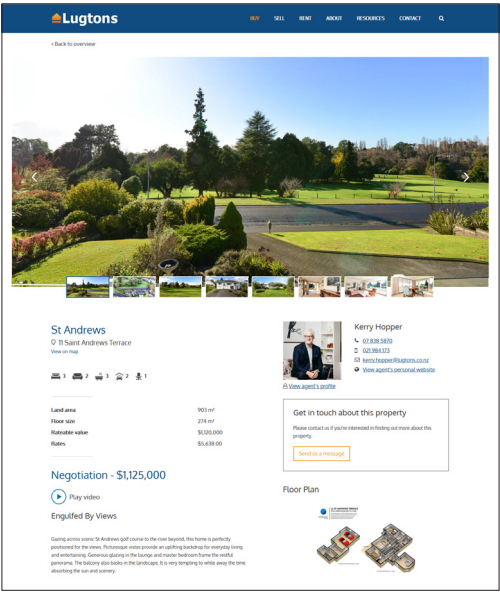 Lugtons
BUY SELL RENT ABOUT RESOURCES CONTACT
< Back to overview
St Andrews
11 Saint Andrews Terrace
View on map
3 2 3 2 1
Land area 903 m²
Floor size 274 m²
Rateable value $1,120,000
Rates $5,638.00
Negotiation - $1,125,000
Play video
Engulfed By Views
Gazing across scenic St Andrews golf course to the river beyond, this home is perfectly
positioned for the views. Picturesque vistas provide an uplifting backdrop for everyday living
and entertaining. Generous glazing in the lounge and master bedroom frame the restful
panorama. The balcony also basks in the landscape. It is very tempting to while away the time
absorbing the sun and scenery.
Kerry Hopper
07 838 5870
021 984 173
kerry.hopper@lugtons.co.nz
View agent's personal website
View agent's profile
Get in touch about this property
Please contact us if you're interested in finding out more about this
property.
Send us a message
Floor Plan